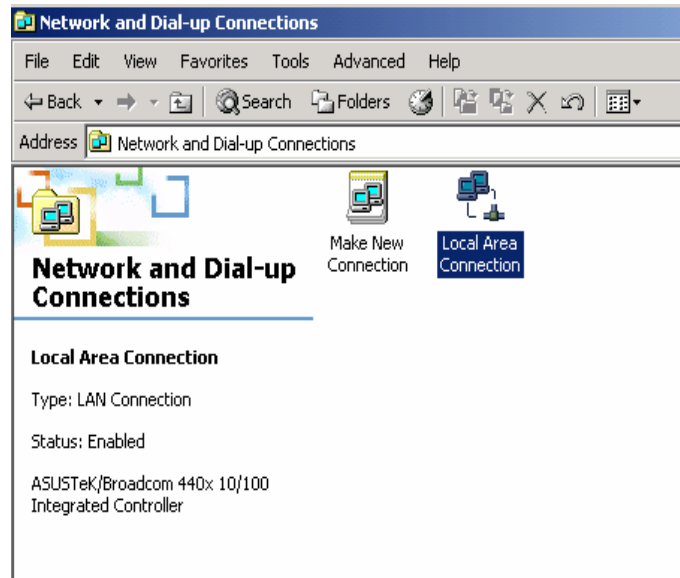 Network and Dial-up Connections
File Edit View Favorites Tools Advanced Help
Back Search Folders
Address Network and Dial-up Connections
Make New
Connection
Local Area
Connection
Network and Dial-up
Connections
Local Area Connection
Type: LAN Connection
Status: Enabled
ASUSTeK/Broadcom 440x 10/100
Integrated Controller